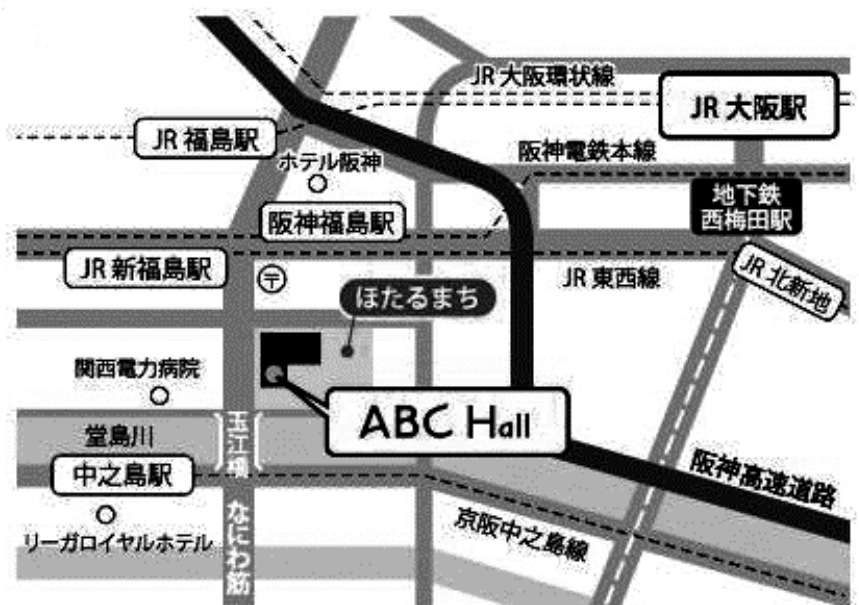 JR 大阪環状線
JR 大阪駅
JR 福島駅
ホテル阪神
阪神電鉄本線
地下鉄
西梅田駅
阪神福島駅
JR 新福島駅
〒
JR 東西線
JR 北新地
ほたるまち
関西電力病院
ABC Hall
堂島川
玉江橋
中之島駅
阪神高速道路
リーガロイヤルホテル
なにわ筋
京阪中之島線